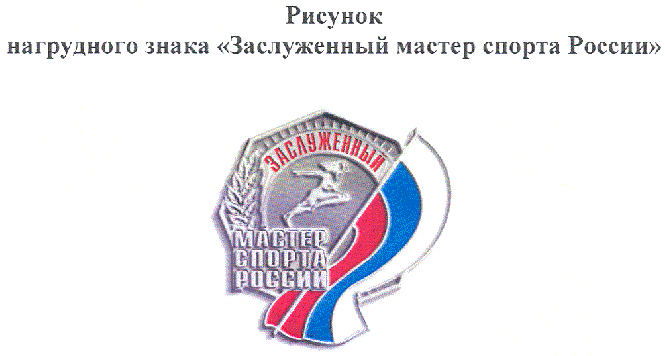 Рисунок
нагрудного знака «Заслуженный мастер спорта России»
ЗАСЛУЖЕННЫЙ
МАСТЕР
СПОРТА
РОССИИ